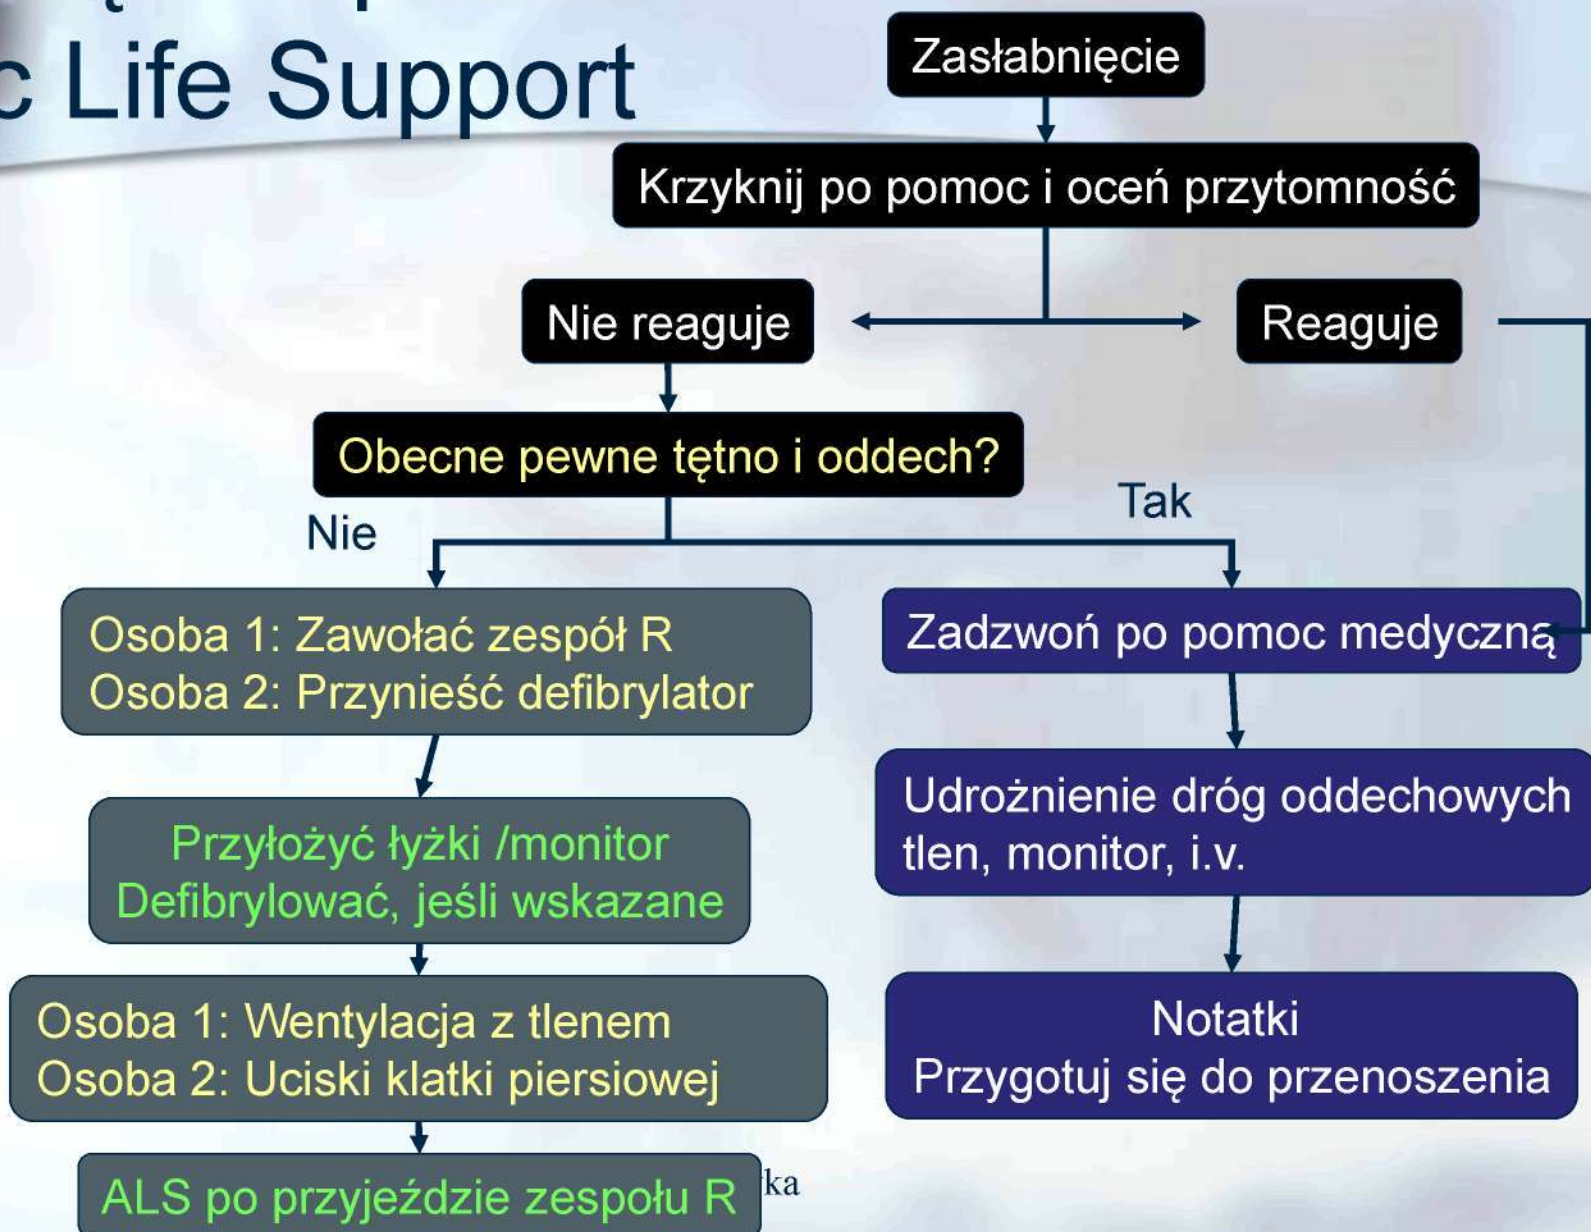 c Life Support
Zasłabnięcie
Krzyknij po pomoc i oceń przytomność
Nie reaguje
Reaguje
Obecne pewne tętno i oddech?
Nie
Tak
Osoba 1: Zawołać zespół R
Osoba 2: Przynieść defibrylator
Zadzwoń po pomoc medyczną
Przyłożyć łyżki /monitor
Defibrylować, jeśli wskazane
Udrożnienie dróg oddechowych
tlen, monitor, i.v.
Osoba 1: Wentylacja z tlenem
Osoba 2: Uciski klatki piersiowej
Notatki
Przygotuj się do przenoszenia
ALS po przyjeździe zespołu R
ka